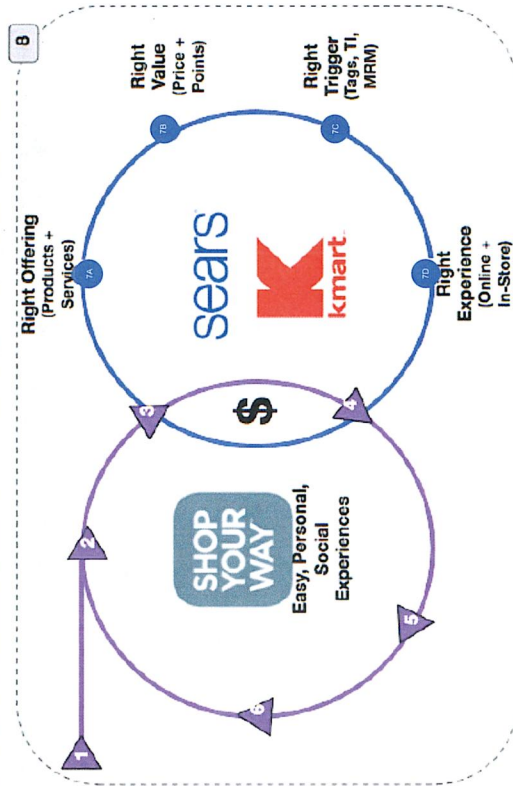 8
1
2
3
4
5
6
SHOP
YOUR
WAY
Easy, Personal,
Social
Experiences
$
sears
kmart
Right Offering
(Products +
Services)
7A
Right
Value
(Price +
Points)
7B
Right
Trigger
(Tags, TI,
MRM)
7C
Right
Experience
(Online +
In-Store)
7D